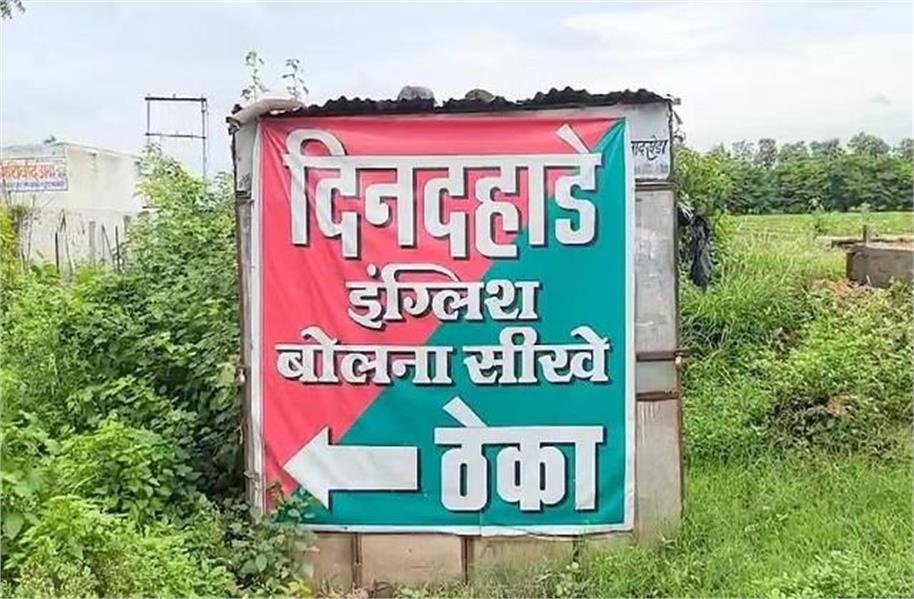 दिनदहाडे
इंग्लिश
बोलना सीखे
ठेका